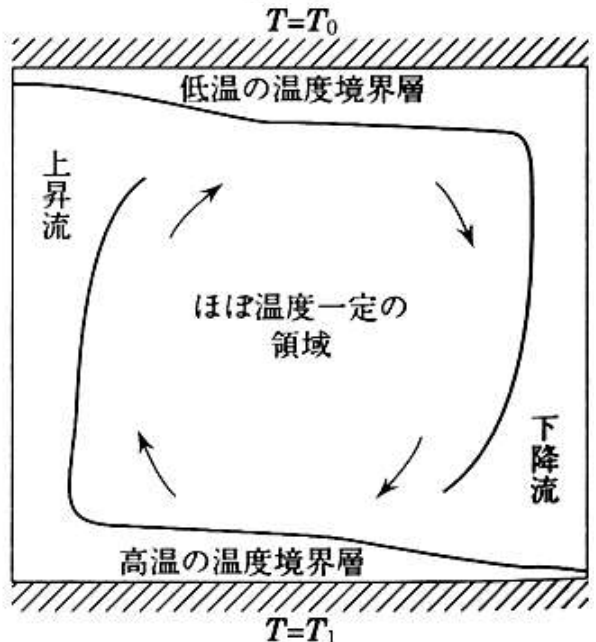 T=T₀
低温の温度境界層
上昇流
ほぼ温度一定の
領域
下降流
高温の温度境界層
T=T₁